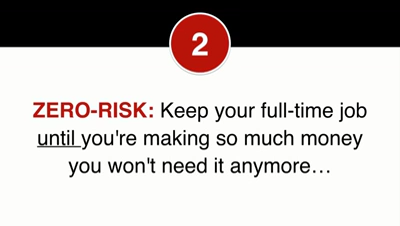 2
ZERO-RISK: Keep your full-time job
until you're making so much money
you won't need it anymore…